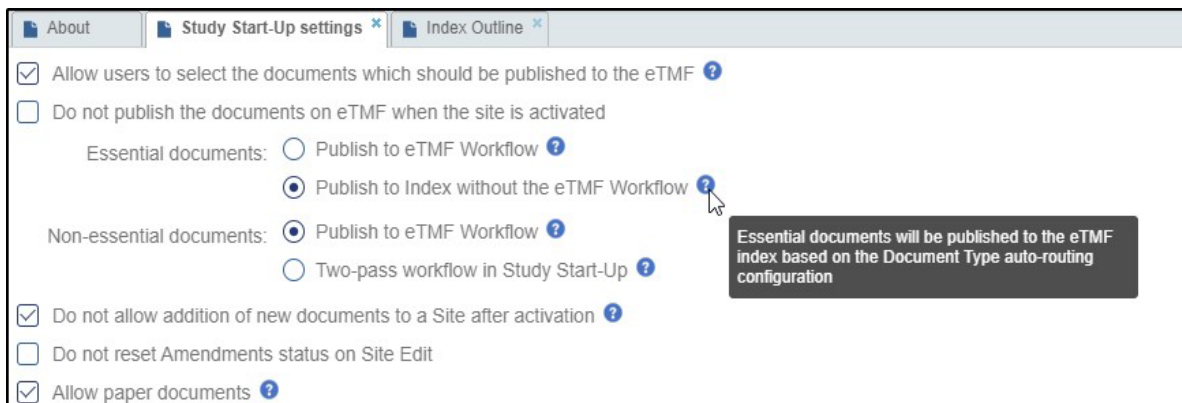 About
Study Start-Up settings
Index Outline
Allow users to select the documents which should be published to the eTMF
Do not publish the documents on eTMF when the site is activated
Essential documents: Publish to eTMF Workflow
Publish to Index without the eTMF Workflow
Non-essential documents: Publish to eTMF Workflow
Two-pass workflow in Study Start-Up
Essential documents will be published to the eTMF
index based on the Document Type auto-routing
configuration
Do not allow addition of new documents to a Site after activation
Do not reset Amendments status on Site Edit
Allow paper documents